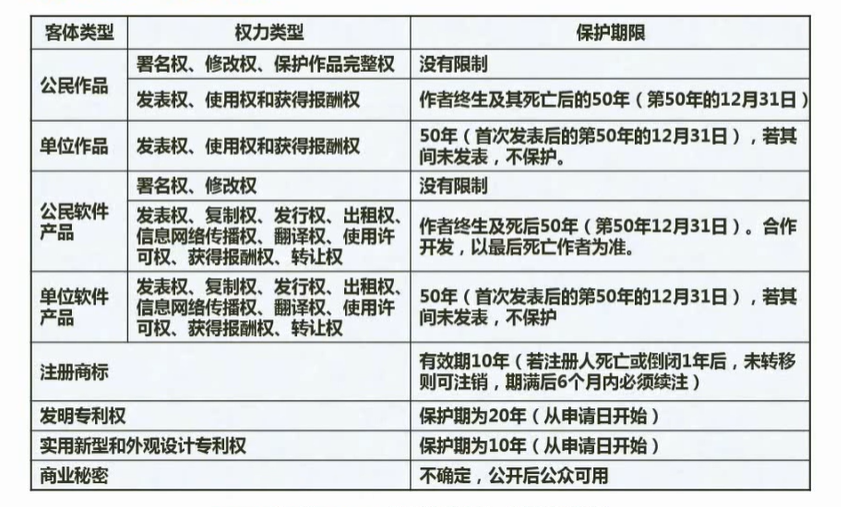 客体类型 权力类型 保护期限
公民作品
署名权、修改权、保护作品完整权 没有限制
发表权、使用权和获得报酬权 作者终生及其死亡后的50年（第50年的12月31日）
单位作品 发表权、使用权和获得报酬权
50年（首次发表后的第50年的12月31日），若其
间未发表，不保护。
公民软件
产品
署名权、修改权 没有限制
发表权、复制权、发行权、出租权、
信息网络传播权、翻译权、使用许
可权、获得报酬权、转让权
作者终生及死后50年（第50年12月31日）。合作
开发，以最后死亡作者为准。
单位软件
产品
发表权、复制权、发行权、出租权、
信息网络传播权、翻译权、使用许
可权、获得报酬权、转让权
50年（首次发表后的第50年的12月31日），若其
间未发表，不保护
注册商标
有效期10年（若注册人死亡或倒闭1年后，未转移
则可注销，期满后6个月内必须续注）
发明专利权 保护期为20年（从申请日开始）
实用新型和外观设计专利权 保护期为10年（从申请日开始）
商业秘密 不确定，公开后公众可用